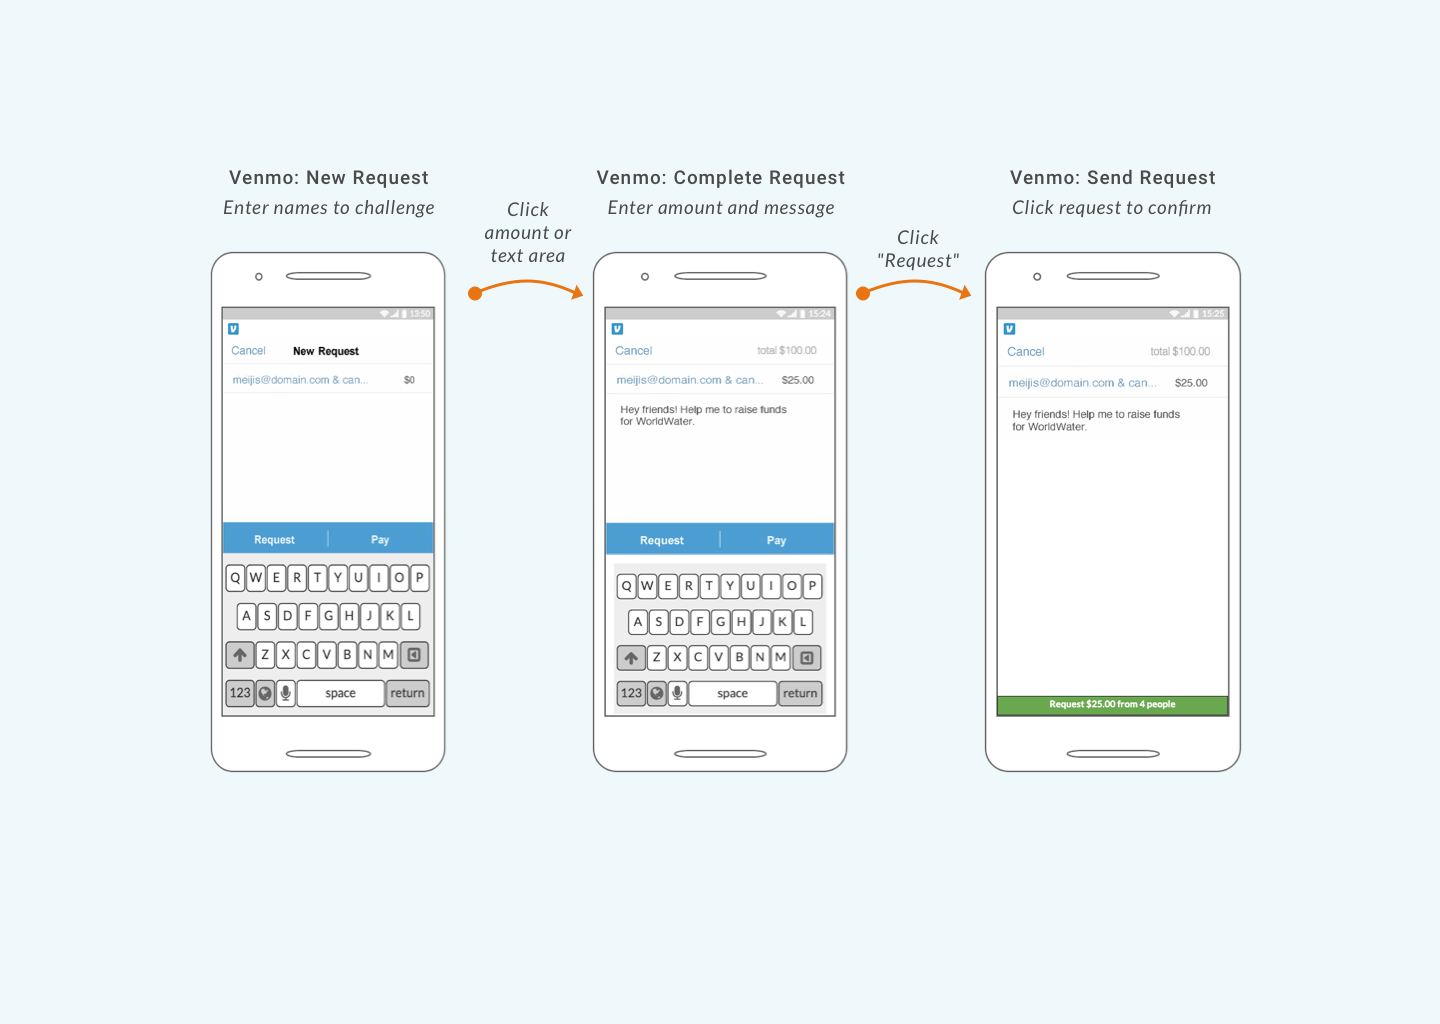 Venmo: New Request
Enter names to challenge
Click
amount or
text area
Venmo: Complete Request
Enter amount and message
Click
"Request"
Venmo: Send Request
Click request to confirm
13:50
V
Cancel New Request
meijis@domain.com & can... $0
Request Pay
Q W E R T Y U I O P
A S D F G H J K L
Z X C V B N M
123 space return
15:24
V
Cancel total $100.00
meijis@domain.com & can... $25.00
Hey friends! Help me to raise funds
for WorldWater.
Request Pay
Q W E R T Y U I O P
A S D F G H J K L
Z X C V B N M
123 space return
15:25
V
Cancel total $100.00
meijis@domain.com & can... $25.00
Hey friends! Help me to raise funds
for WorldWater.
Request $25.00 from 4 people